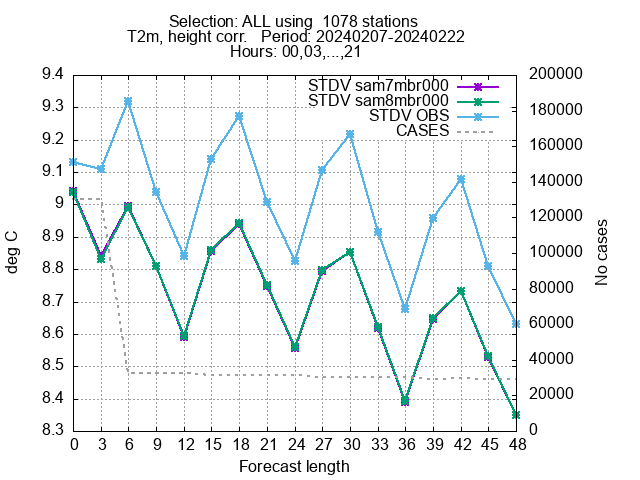 Selection: ALL using  1078 stations
T2m, height corr.   Period: 20240207-20240222
Hours: 00,03,...,21
STDV sam7mbr000
STDV sam8mbr000
STDV OBS
CASES
9.4
9.3
9.2
9.1
9
8.9
8.8
8.7
8.6
8.5
8.4
8.3
deg C
200000
180000
160000
140000
120000
100000
80000
60000
40000
20000
0
No cases
0 3 6 9 12 15 18 21 24 27 30 33 36 39 42 45 48
Forecast length